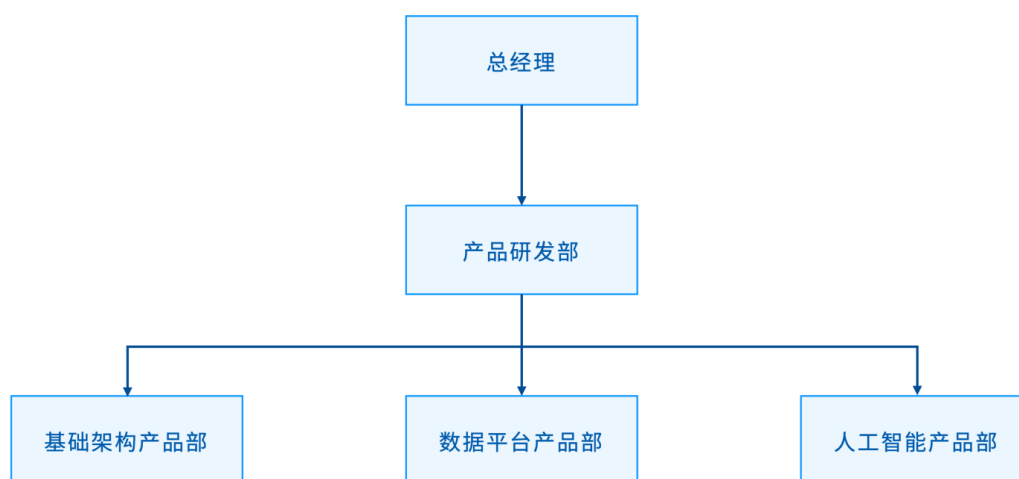 总经理
产品研发部
基础架构产品部
数据平台产品部
人工智能产品部